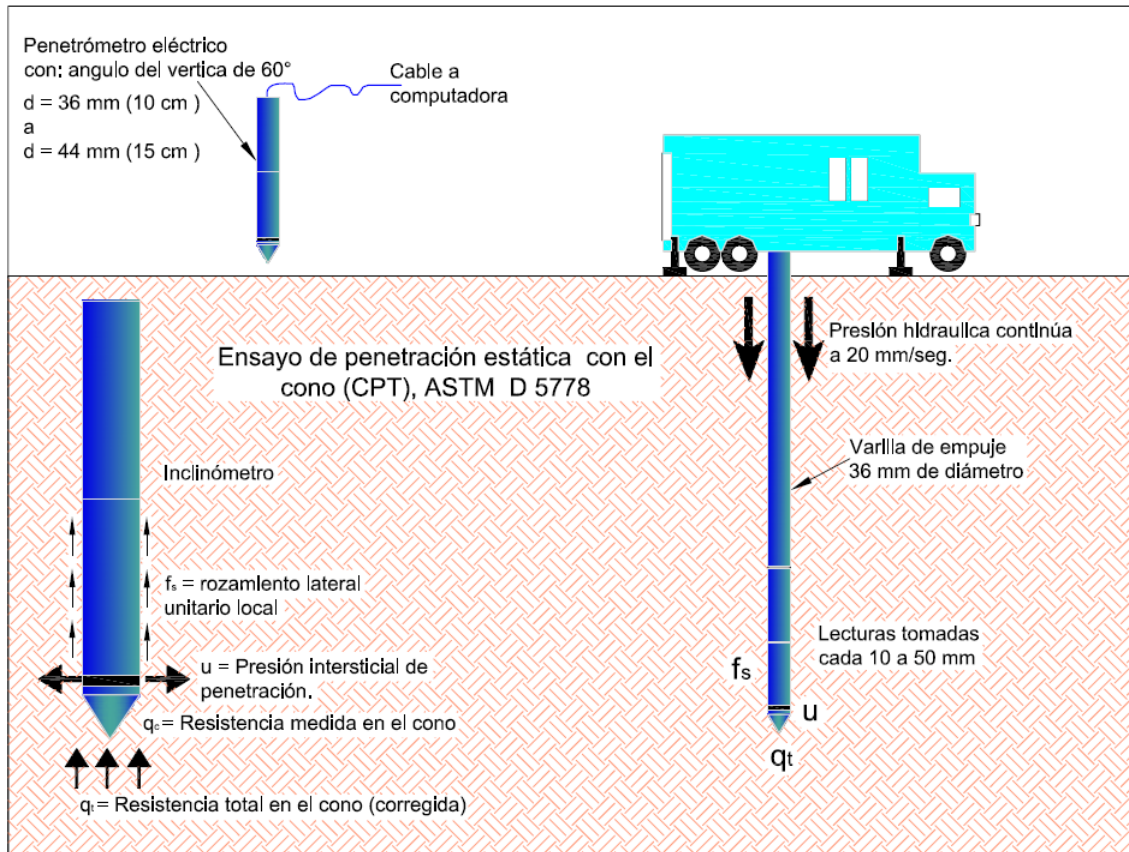 Penetrómetro eléctrico
con: angulo del vertica de 60°
d = 36 mm (10 cm )
a
d = 44 mm (15 cm )
Cable a
computadora
Ensayo de penetración estática con el
cono (CPT), ASTM D 5778
Presión hidraulica continúa
a 20 mm/seg.
Inclinómetro
Varilla de empuje
36 mm de diámetro
fs = rozamiento lateral
unitario local
Lecturas tomadas
cada 10 a 50 mm
u = Presión intersticial de
penetración.
qc = Resistencia medida en el cono
qt = Resistencia total en el cono (corregida)
fs
u
qt